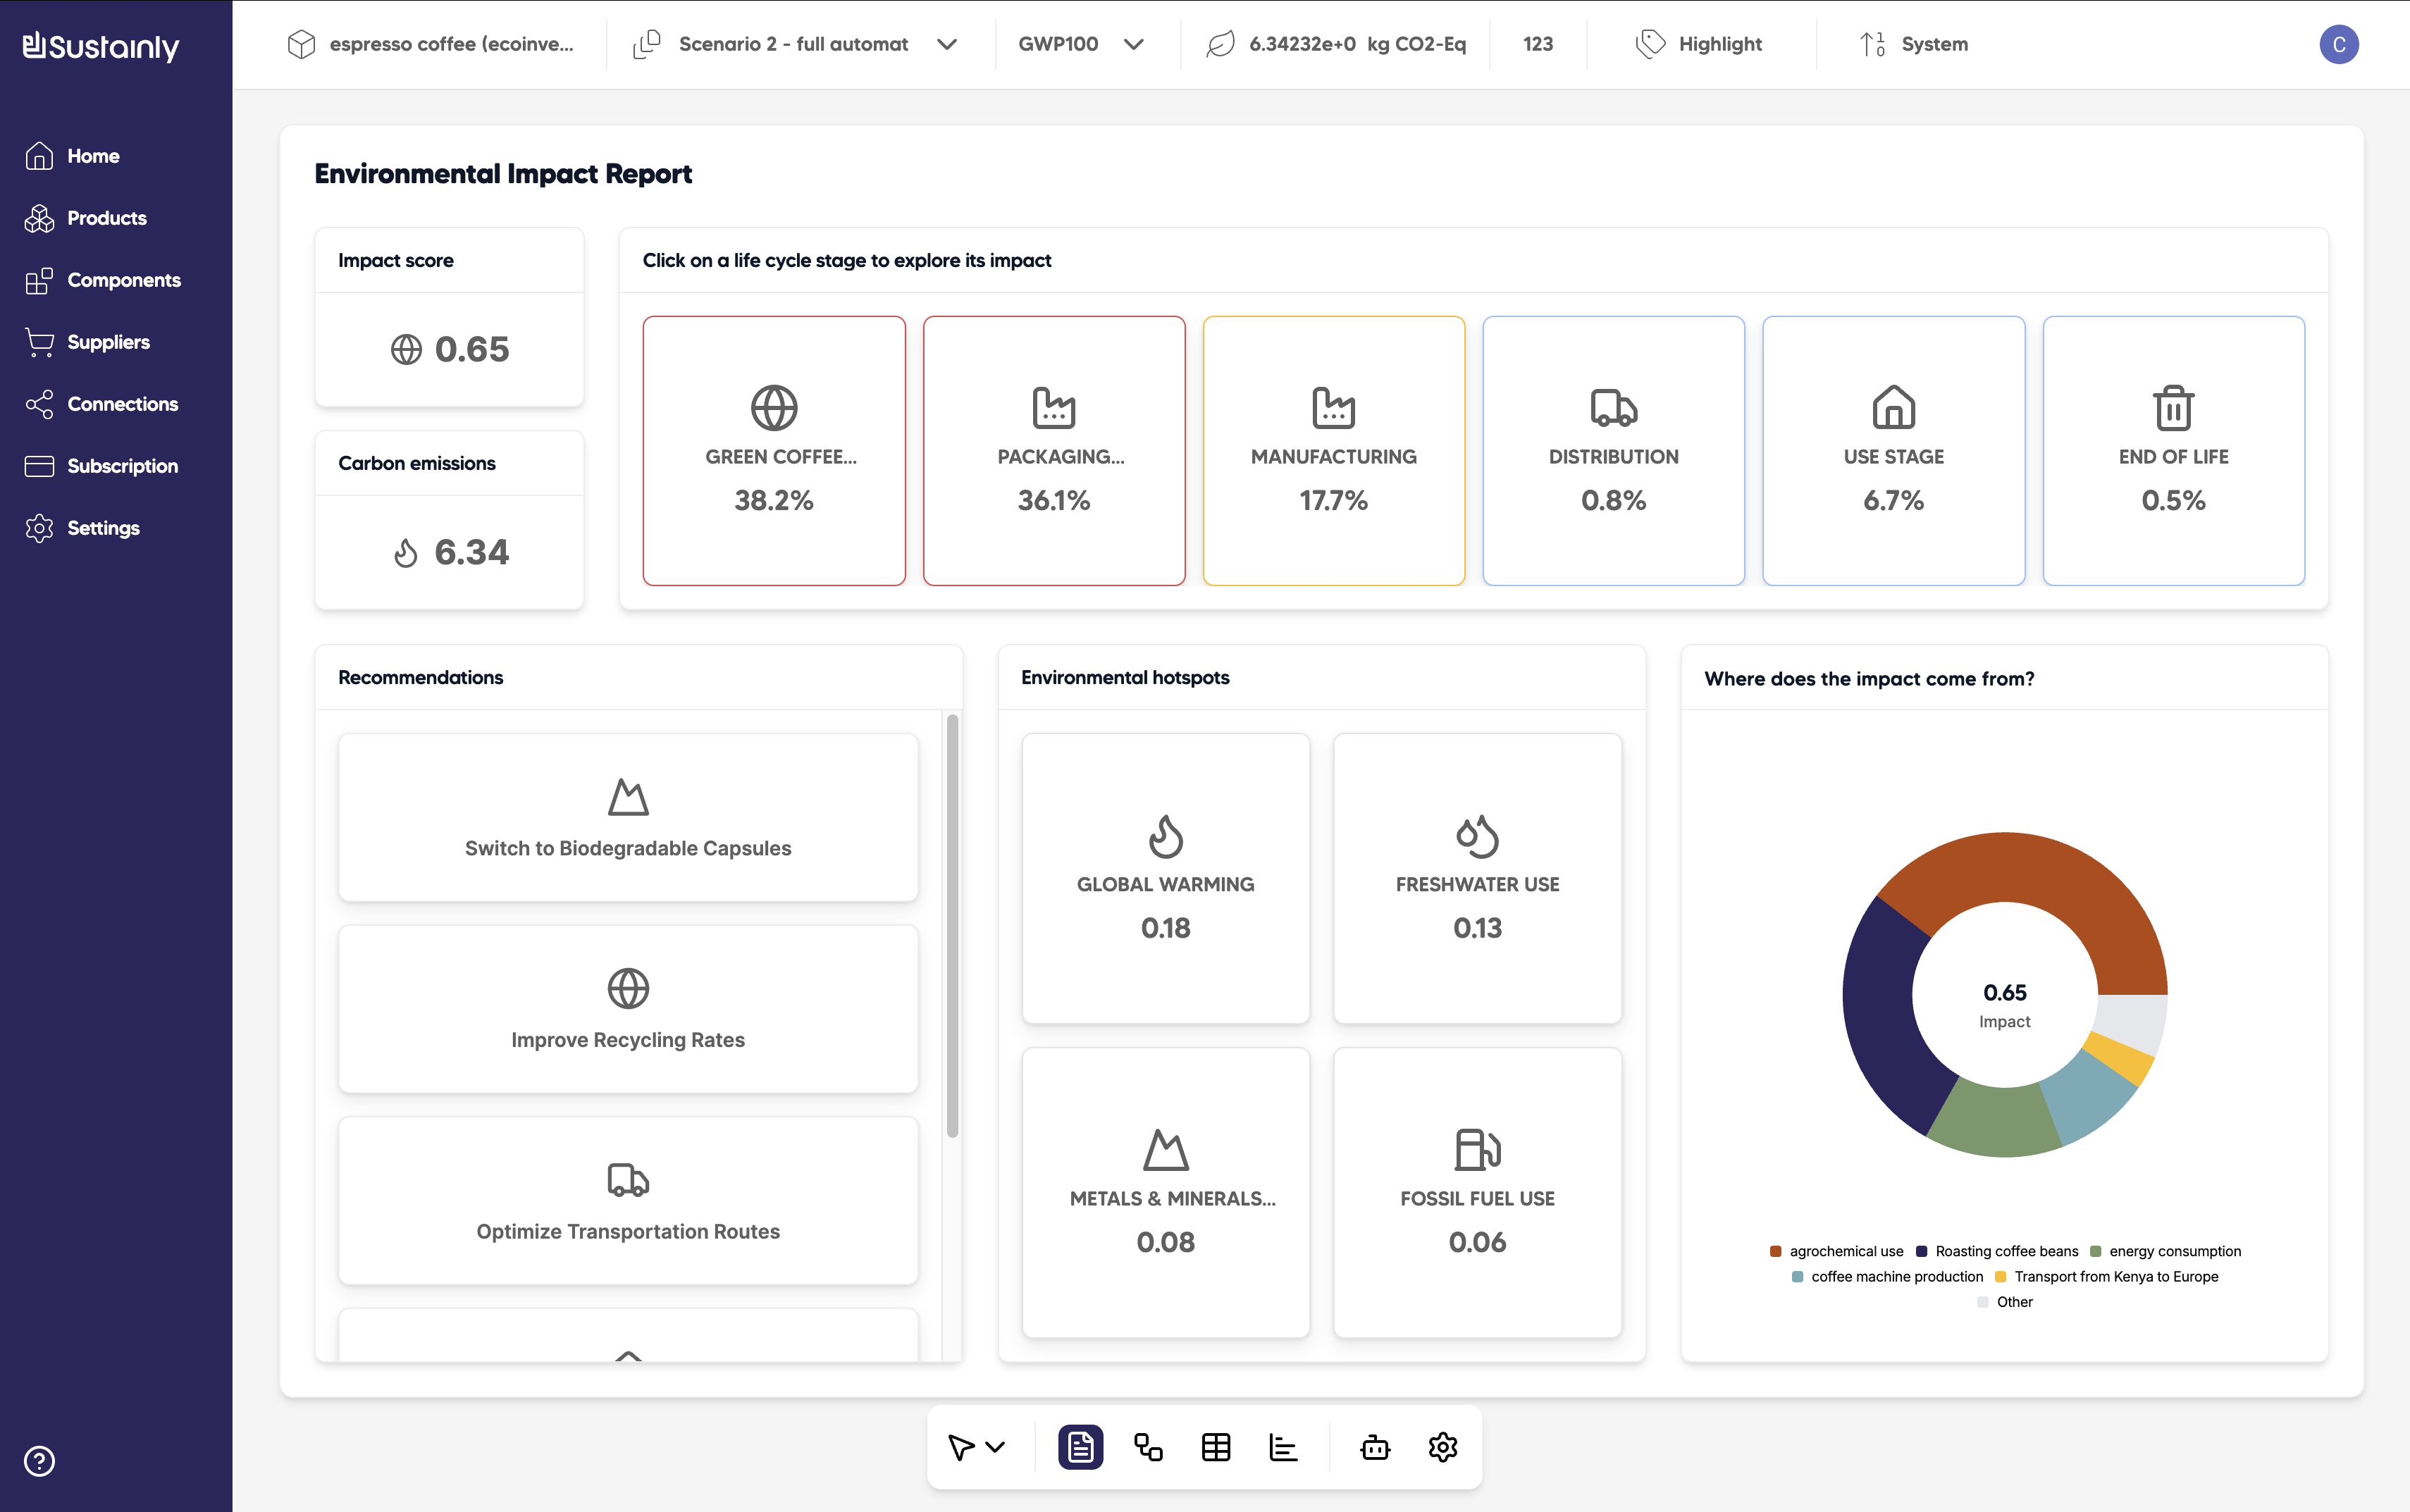 Sustainly
espresso coffee (ecoinve...
Scenario 2 - full automat
GWP100
6.34232e+0 kg CO2-Eq
123
Highlight
System
C
Home
Products
Components
Suppliers
Connections
Subscription
Settings
Environmental Impact Report
Impact score
0.65
Carbon emissions
6.34
Click on a life cycle stage to explore its impact
GREEN COFFEE...
38.2%
PACKAGING...
36.1%
MANUFACTURING
17.7%
DISTRIBUTION
0.8%
USE STAGE
6.7%
END OF LIFE
0.5%
Recommendations
Switch to Biodegradable Capsules
Improve Recycling Rates
Optimize Transportation Routes
Environmental hotspots
GLOBAL WARMING
0.18
FRESHWATER USE
0.13
METALS & MINERALS...
0.08
FOSSIL FUEL USE
0.06
Where does the impact come from?
0.65
Impact
agrochemical use Roasting coffee beans energy consumption
coffee machine production Transport from Kenya to Europe
Other